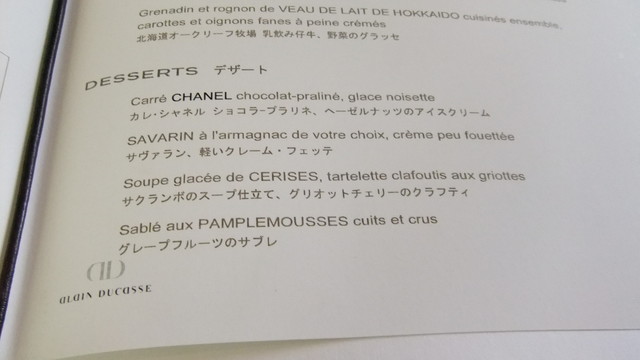 Grenadin et rognon de VEAU DE LAIT DE HOKKAIDO cuisinés ensemble,
carottes et oignons fanes à peine crémés
北海道オークリーフ牧場 乳飲み仔牛、野菜のグラッセ
DESSERTS デザート
Carré CHANEL chocolat-praliné, glace noisette
カレ・シャネル ショコラ−プラリネ、ヘーゼルナッツのアイスクリーム
SAVARIN à l'armagnac de votre choix, crème peu fouettée
サヴァラン、軽いクレーム・フェッテ
Soupe glacée de CERISES, tartelette clafoutis aux griottes
サクランボのスープ仕立て、グリオットチェリーのクラフティ
Sablé aux PAMPLEMOUSSES cuits et crus
グレープフルーツのサブレ
AD
ALAIN DUCASSE